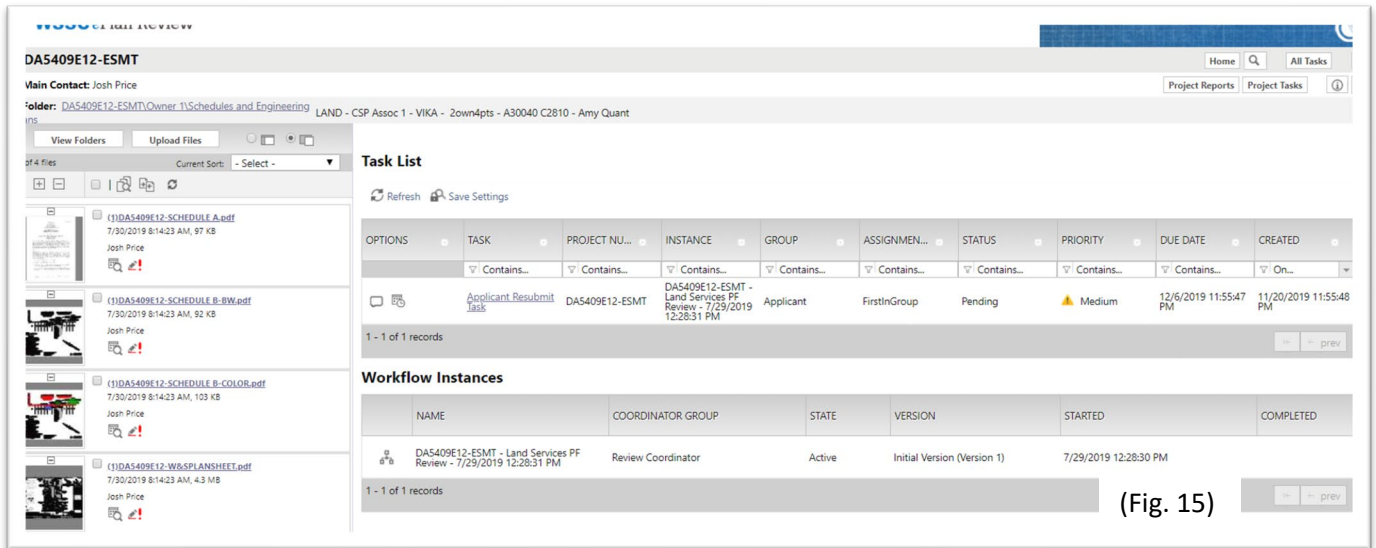 WSSC ePlan Review
DA5409E12-ESMT
Home
All Tasks
Main Contact: Josh Price
Project Reports
Project Tasks
Folder: DA5409E12-ESMT\Owner 1\Schedules and Engineering
LAND - CSP Assoc 1 - VIKA - 2own4pts - A30040 C2810 - Amy Quant
View Folders
Upload Files
of 4 files
Current Sort: - Select -
(1)DA5409E12-SCHEDULE A.pdf
7/30/2019 8:14:23 AM, 97 KB
Josh Price
(1)DA5409E12-SCHEDULE B-BW.pdf
7/30/2019 8:14:23 AM, 92 KB
Josh Price
(1)DA5409E12-SCHEDULE B-COLOR.pdf
7/30/2019 8:14:23 AM, 103 KB
Josh Price
(1)DA5409E12-W&SPLANSHEET.pdf
7/30/2019 8:14:23 AM, 4.3 MB
Josh Price
Task List
Refresh Save Settings
OPTIONS TASK PROJECT NU... INSTANCE GROUP ASSIGNMEN... STATUS PRIORITY DUE DATE CREATED
Contains... Contains... Contains... Contains... Contains... Contains... Contains... Contains... On...
Applicant Resubmit
Task
DA5409E12-ESMT
DA5409E12-ESMT -
Land Services PF
Review - 7/29/2019
12:28:31 PM
Applicant
FirstInGroup
Pending
Medium
12/6/2019 11:55:47
PM
11/20/2019 11:55:48
PM
1 - 1 of 1 records
prev
Workflow Instances
NAME COORDINATOR GROUP STATE VERSION STARTED COMPLETED
DA5409E12-ESMT - Land Services PF
Review - 7/29/2019 12:28:31 PM
Review Coordinator
Active
Initial Version (Version 1)
7/29/2019 12:28:30 PM
1 - 1 of 1 records
prev
(Fig. 15)